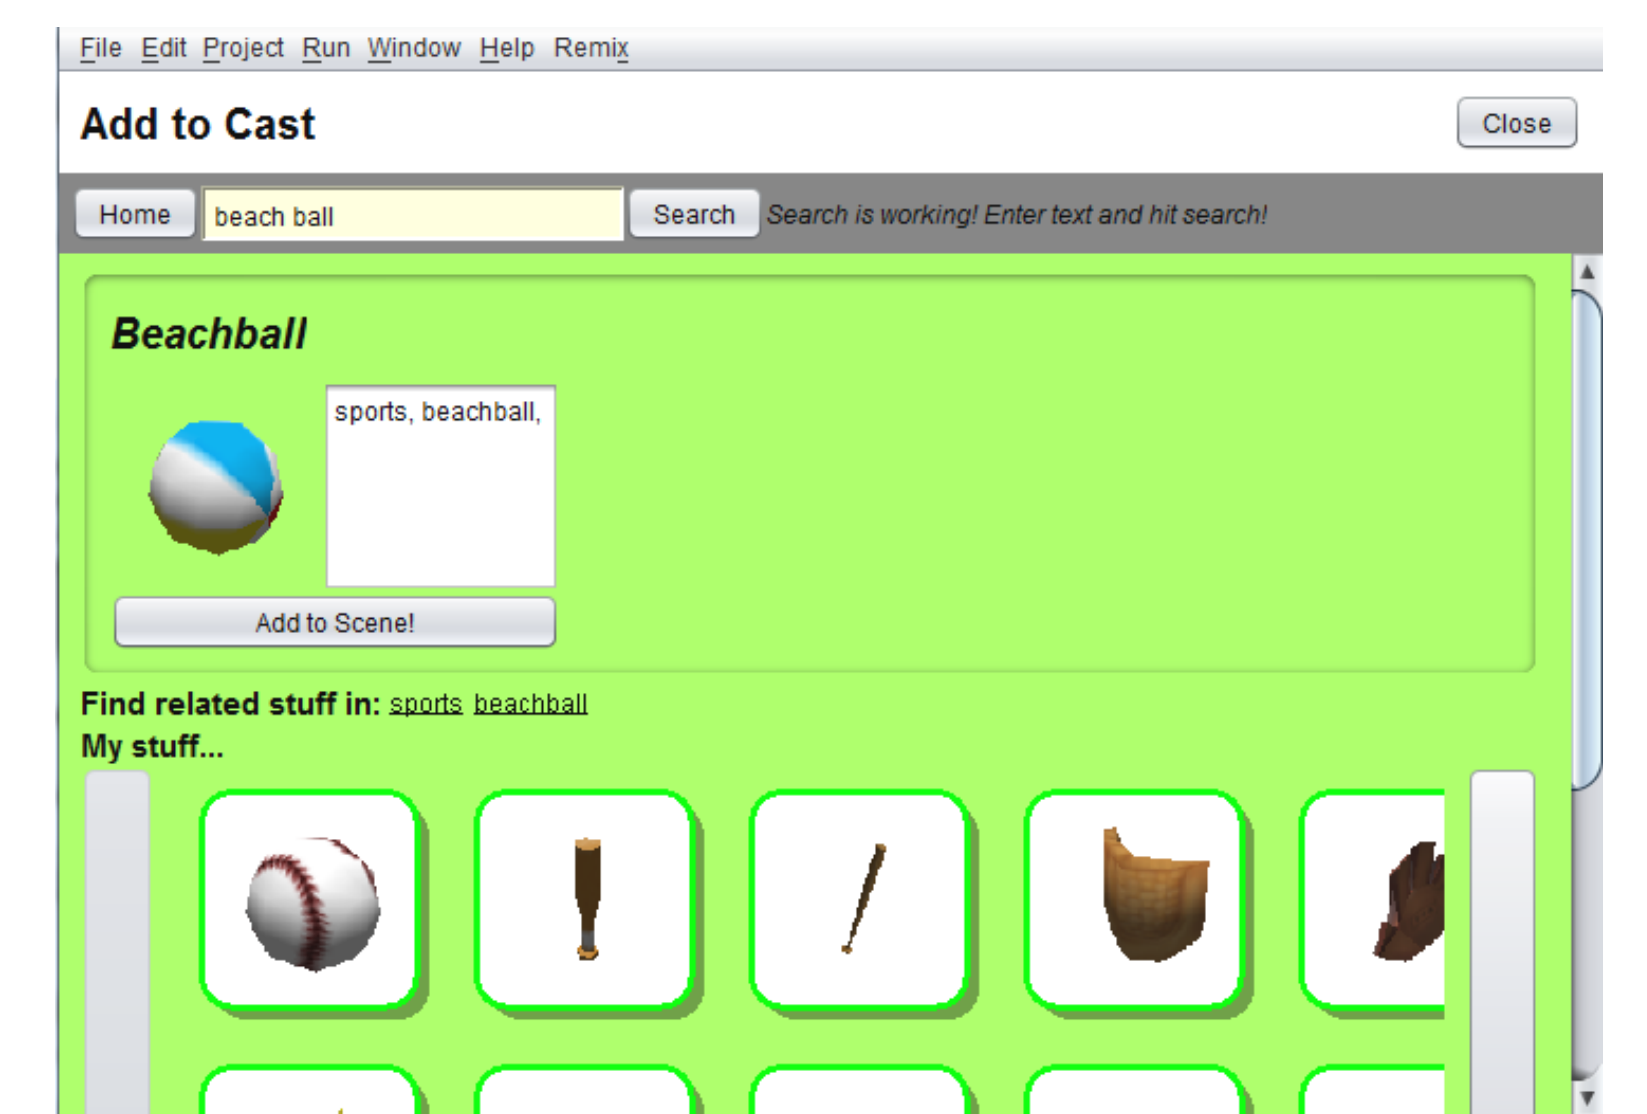 File Edit Project Run Window Help Remix
Add to Cast
Close
Home
beach ball
Search
Search is working! Enter text and hit search!
Beachball
sports, beachball,
Add to Scene!
Find related stuff in: sports beachball
My stuff...